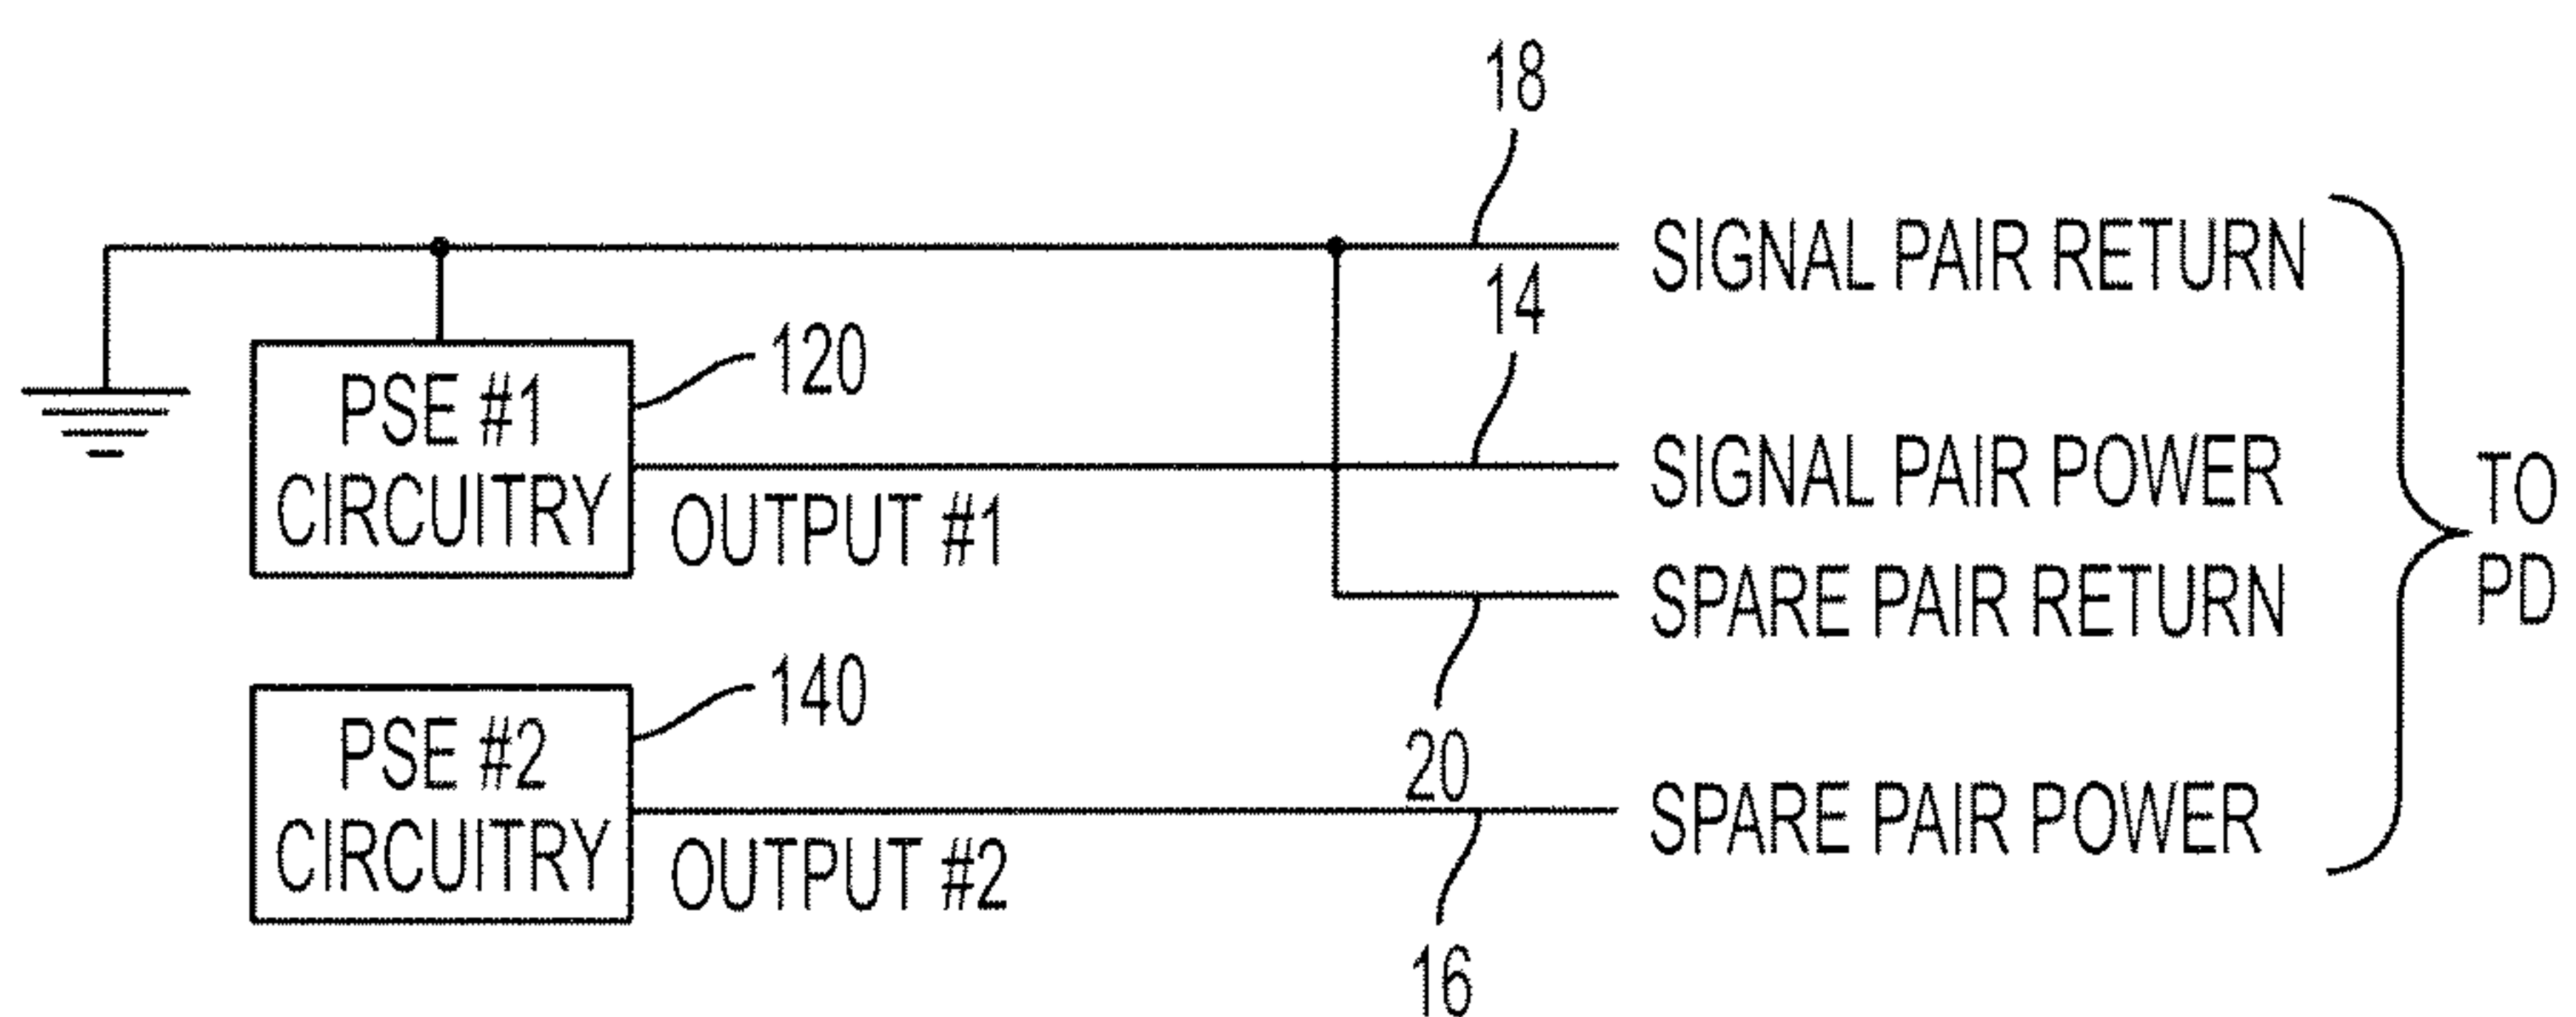 18
SIGNAL PAIR RETURN
14
120
PSE #1
CIRCUITRY
OUTPUT #1
SIGNAL PAIR POWER
SPARE PAIR RETURN
TO
PD
140
PSE #2
CIRCUITRY
20
OUTPUT #2
SPARE PAIR POWER
16